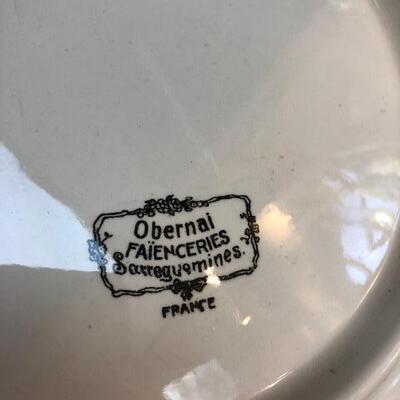 Obernai
FAÏENCERIES
Sarreguemines.
FRANCE